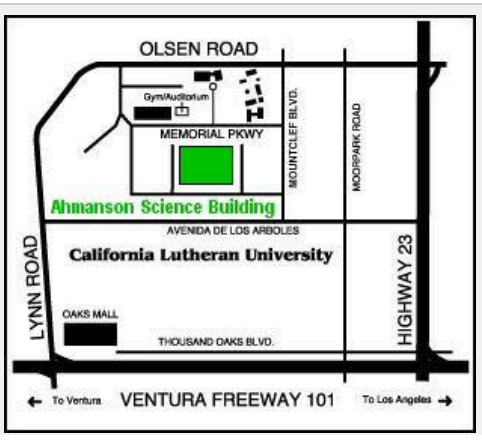 OLSEN ROAD
Gym/Auditorium
MEMORIAL PKWY
MOUNTCLEF BLVD.
MOORPARK ROAD
Ahmanson Science Building
AVENIDA DE LOS ARBOLES
California Lutheran University
LYNN ROAD
HIGHWAY 23
OAKS MALL
THOUSAND OAKS BLVD.
To Ventura
VENTURA FREEWAY 101
To Los Angeles